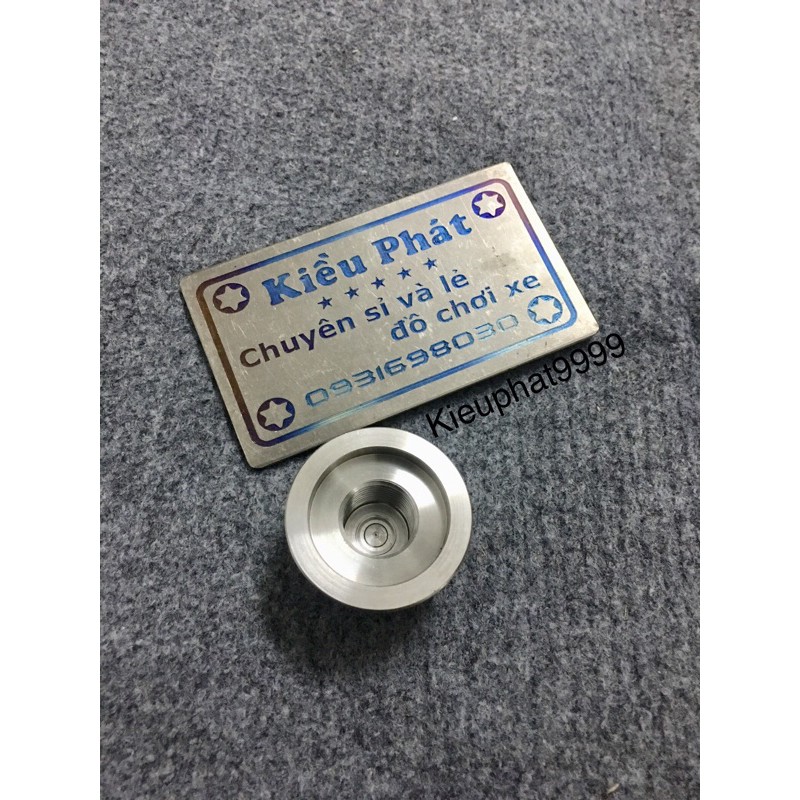 Kiều Phát
Chuyên sỉ và lẻ
đồ chơi xe
0931698030
Kieuphat9999